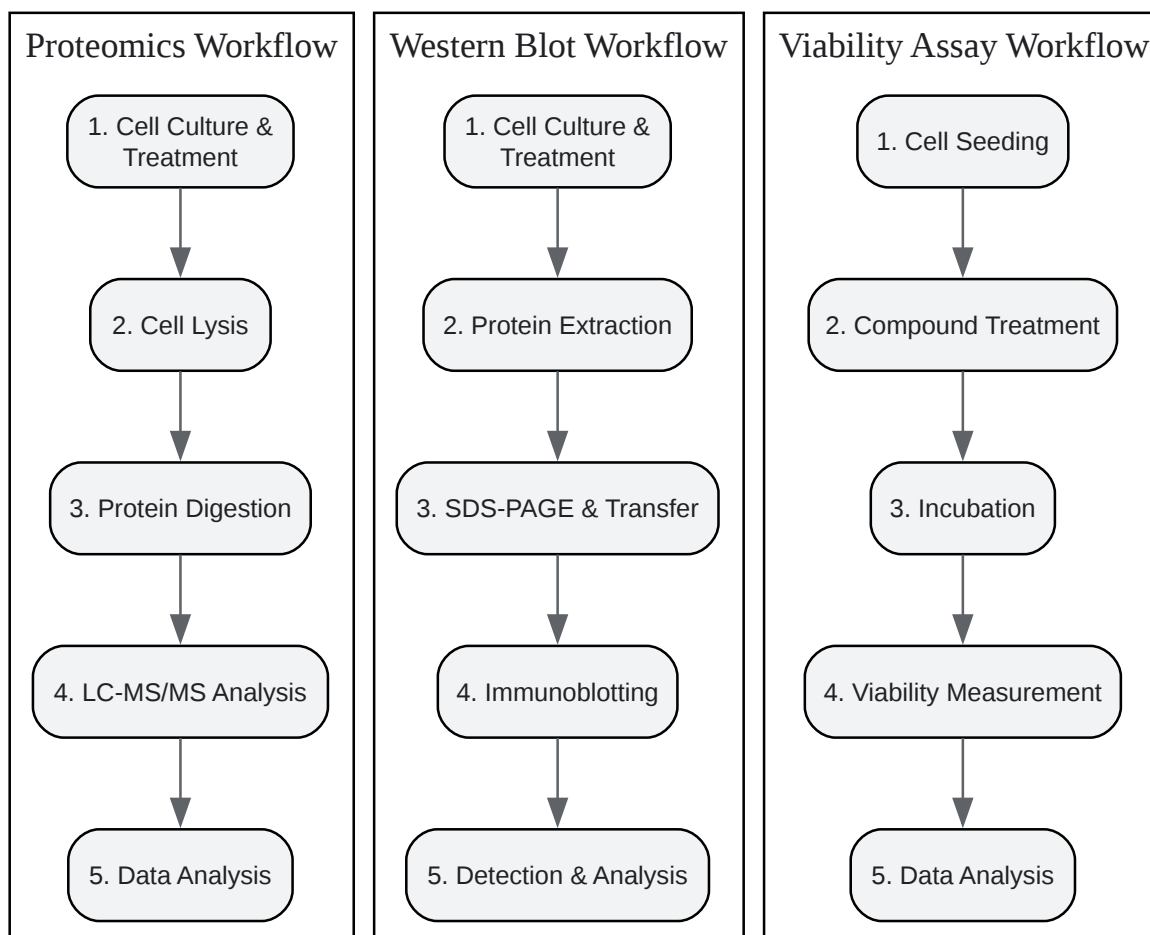 Proteomics Workflow
1. Cell Culture &
Treatment
2. Cell Lysis
3. Protein Digestion
4. LC-MS/MS Analysis
5. Data Analysis
Western Blot Workflow
1. Cell Culture &
Treatment
2. Protein Extraction
3. SDS-PAGE & Transfer
4. Immunoblotting
5. Detection & Analysis
Viability Assay Workflow
1. Cell Seeding
2. Compound Treatment
3. Incubation
4. Viability Measurement
5. Data Analysis